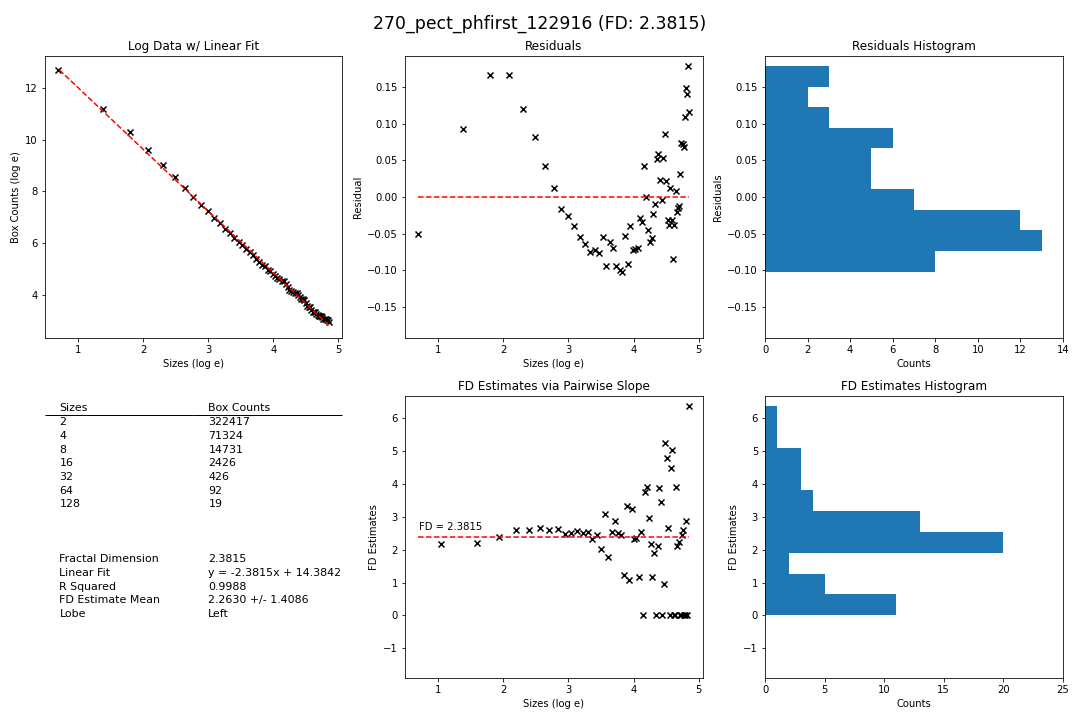 270_pect_phfirst_122916 (FD: 2.3815)
Log Data w/ Linear Fit
Box Counts (log e)
12
10
8
6
4
1 2 3 4 5
Sizes (log e)
Residuals
Residual
0.15
0.10
0.05
0.00
−0.05
−0.10
−0.15
1 2 3 4 5
Sizes (log e)
Residuals Histogram
Residuals
0.15
0.10
0.05
0.00
−0.05
−0.10
−0.15
0 2 4 6 8 10 12 14
Counts
Sizes Box Counts
2 322417
4 71324
8 14731
16 2426
32 426
64 92
128 19
Fractal Dimension 2.3815
Linear Fit y = -2.3815x + 14.3842
R Squared 0.9988
FD Estimate Mean 2.2630 +/- 1.4086
Lobe Left
FD Estimates via Pairwise Slope
FD Estimates
6
5
4
3
2
1
0
−1
FD = 2.3815
1 2 3 4 5
Sizes (log e)
FD Estimates Histogram
FD Estimates
6
5
4
3
2
1
0
−1
0 5 10 15 20 25
Counts